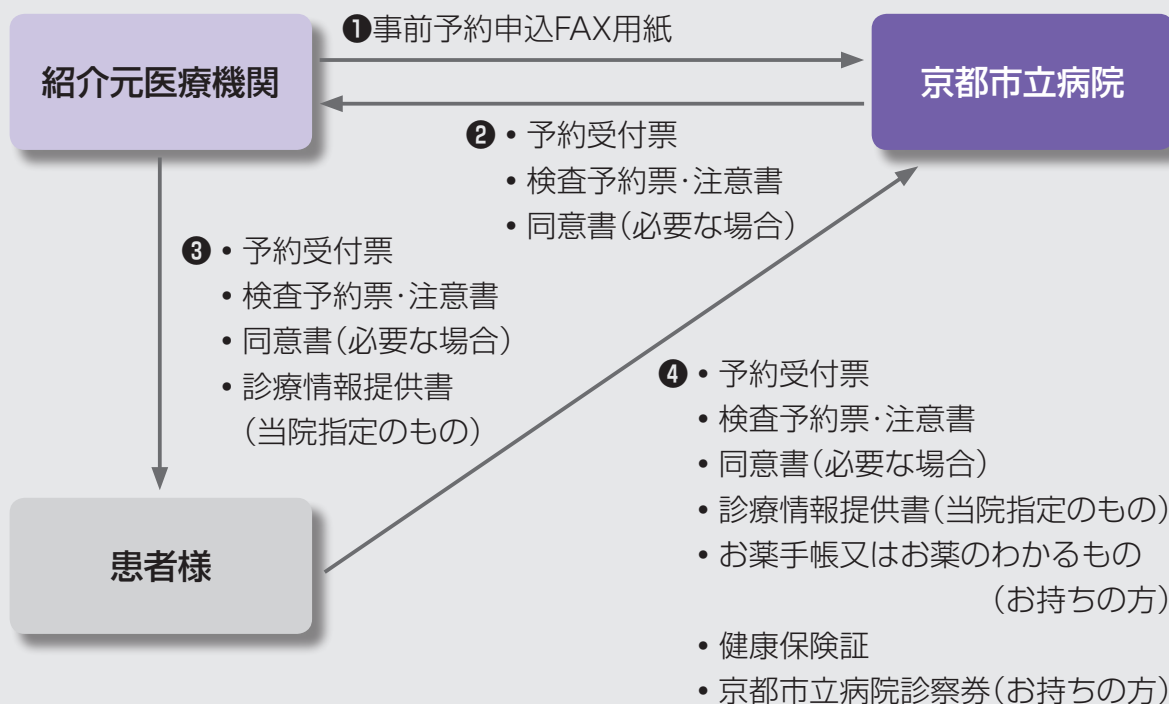 ❶事前予約申込FAX用紙
紹介元医療機関
京都市立病院
❷ • 予約受付票
• 検査予約票・注意書
• 同意書(必要な場合)
❸ • 予約受付票
• 検査予約票・注意書
• 同意書(必要な場合)
• 診療情報提供書
(当院指定のもの)
患者様
❹ • 予約受付票
• 検査予約票・注意書
• 同意書(必要な場合)
• 診療情報提供書(当院指定のもの)
• お薬手帳又はお薬のわかるもの
(お持ちの方)
• 健康保険証
• 京都市立病院診察券(お持ちの方)